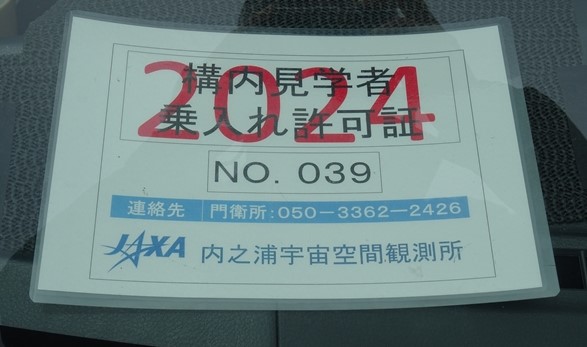 2024
構内見学者
乗入れ許可証
NO. 039
連絡先 門衛所:050-3362-2426
JAXA 内之浦宇宙空間観測所